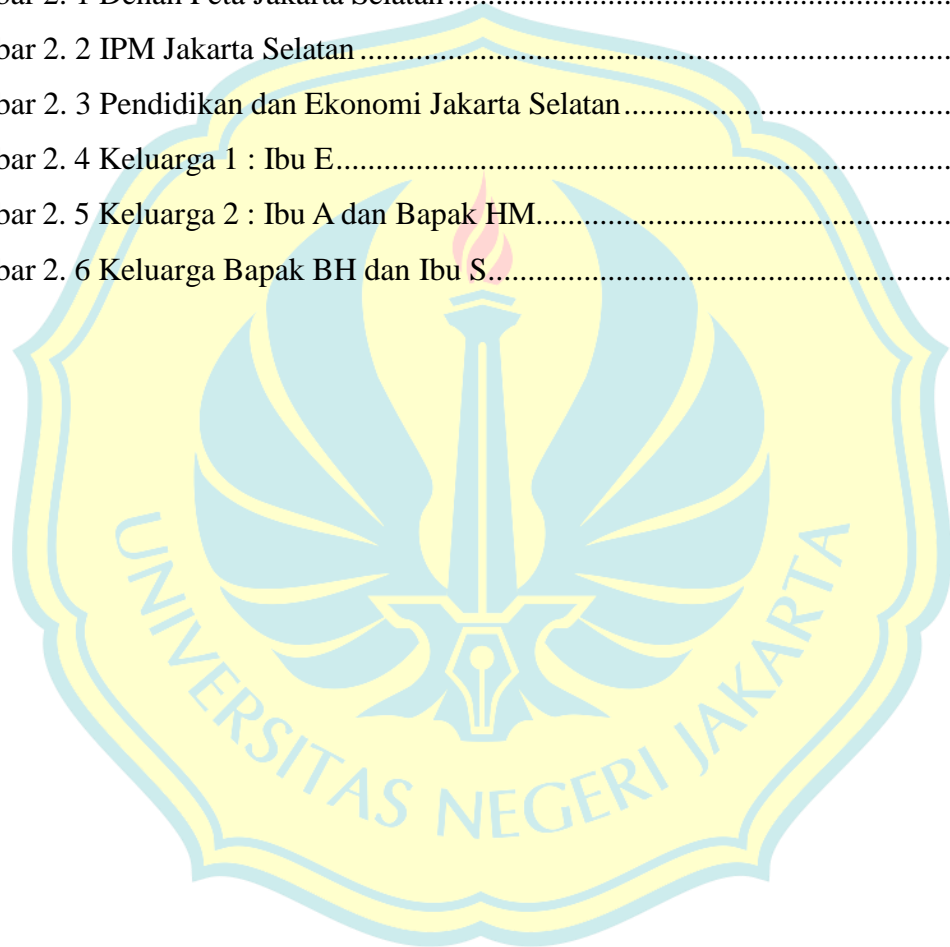 bar 2. 1 Denah Peta Jakarta Selatan
bar 2. 2 IPM Jakarta Selatan
bar 2. 3 Pendidikan dan Ekonomi Jakarta Selatan
bar 2. 4 Keluarga 1 : Ibu E
bar 2. 5 Keluarga 2 : Ibu A dan Bapak HM
bar 2. 6 Keluarga Bapak BH dan Ibu S
UNIVERSITAS NEGERI JAKARTA